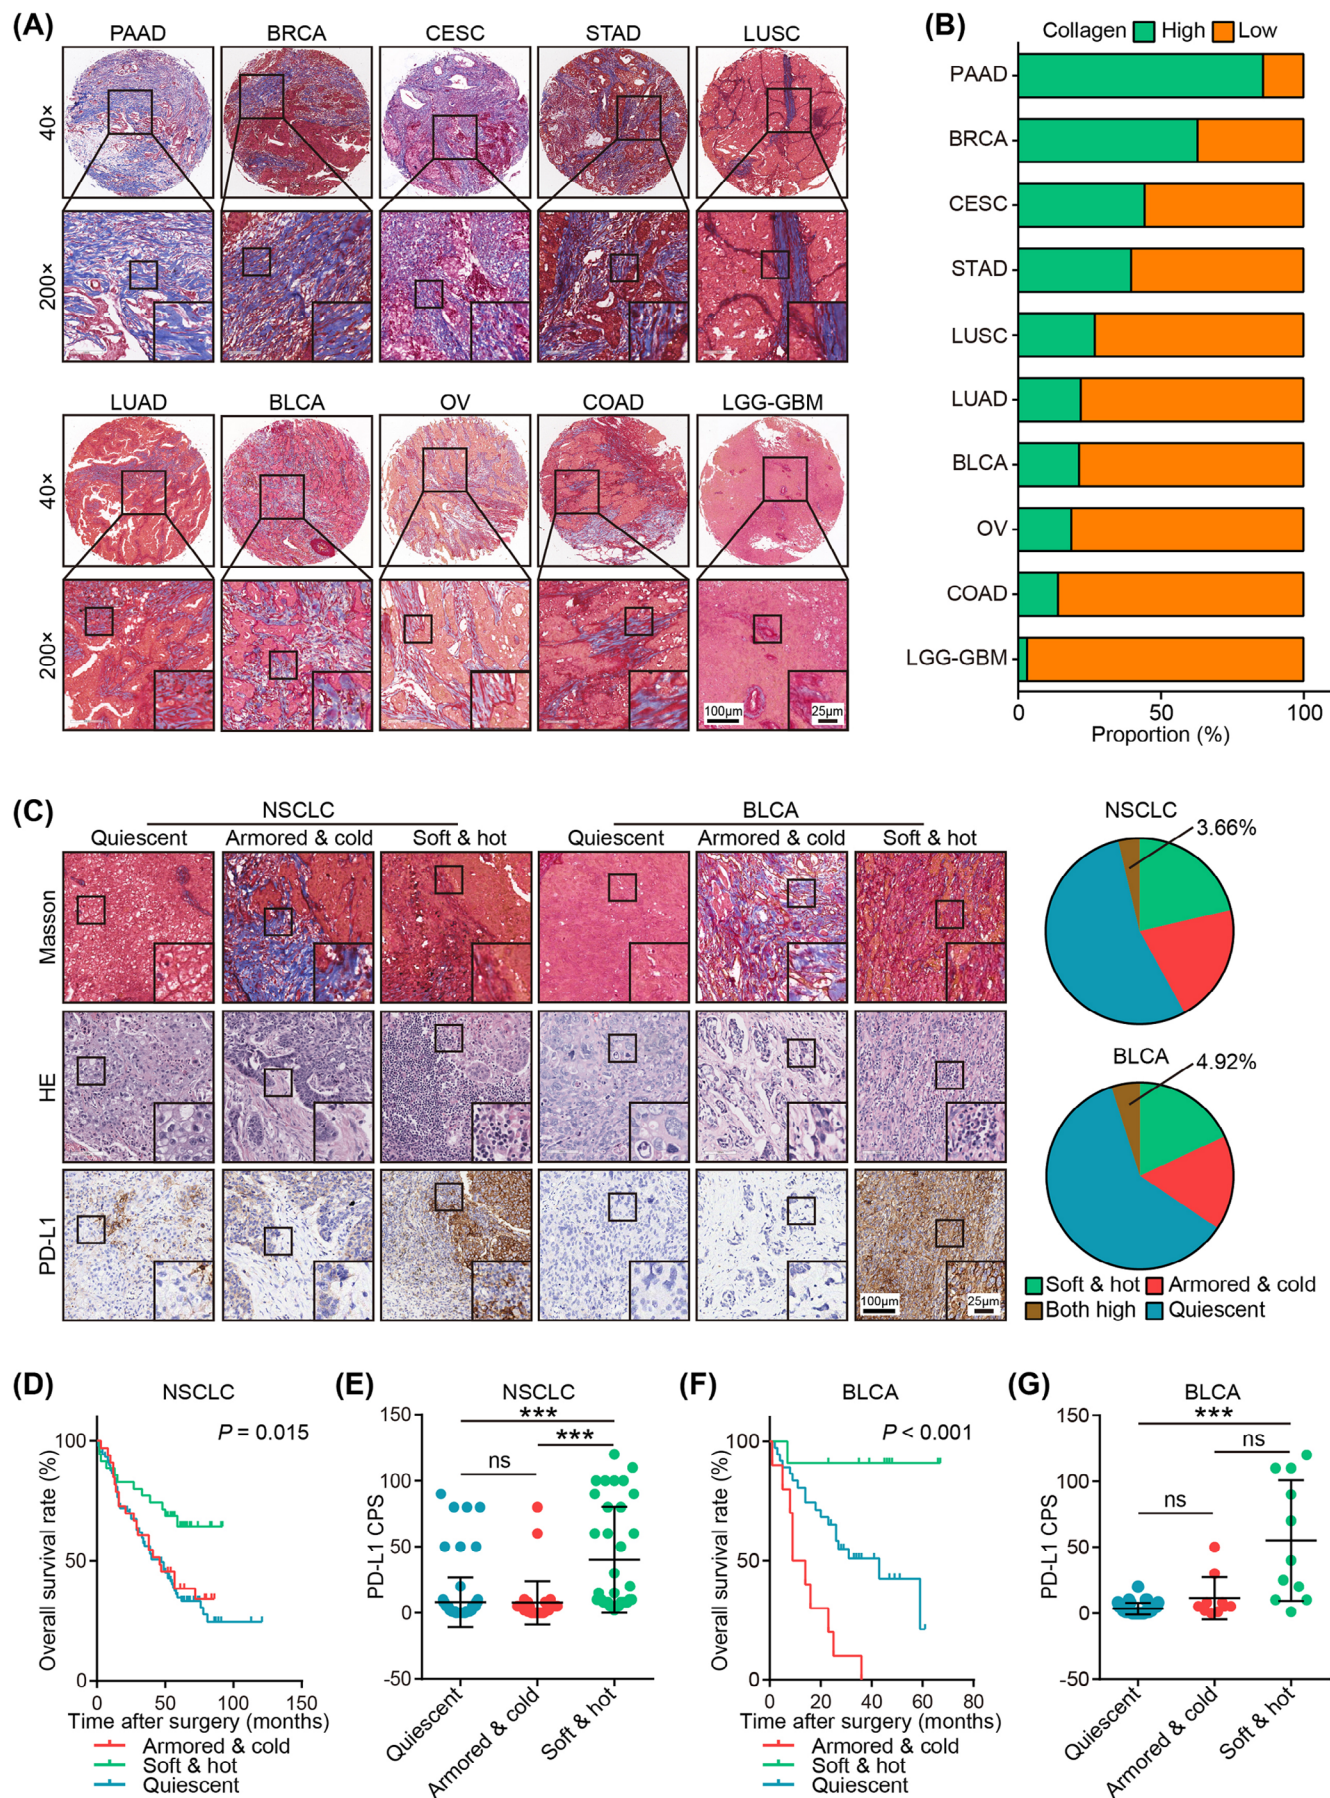 (A)
PAAD BRCA CESC STAD LUSC
40×
200×
LUAD BLCA OV COAD LGG-GBM
40×
200×
100μm 25μm
(B)
Collagen High Low
PAAD
BRCA
CESC
STAD
LUSC
LUAD
BLCA
OV
COAD
LGG-GBM
0 50 100
Proportion (%)
(C)
NSCLC BLCA
Quiescent Armored & cold Soft & hot Quiescent Armored & cold Soft & hot
Masson
HE
PD-L1
100μm 25μm
NSCLC
3.66%
BLCA
4.92%
Soft & hot Armored & cold
Both high Quiescent
(D)
NSCLC
P = 0.015
Overall survival rate (%)
100
50
0
0 50 100 150
Time after surgery (months)
Armored & cold
Soft & hot
Quiescent
(E)
NSCLC
PD-L1 CPS
150
100
50
0
-50
***
***
ns
Quiescent
Armored & cold
Soft & hot
(F)
BLCA
P < 0.001
Overall survival rate (%)
100
50
0
0 20 40 60 80
Time after surgery (months)
Armored & cold
Soft & hot
Quiescent
(G)
BLCA
PD-L1 CPS
150
100
50
0
-50
***
ns
ns
Quiescent
Armored & cold
Soft & hot